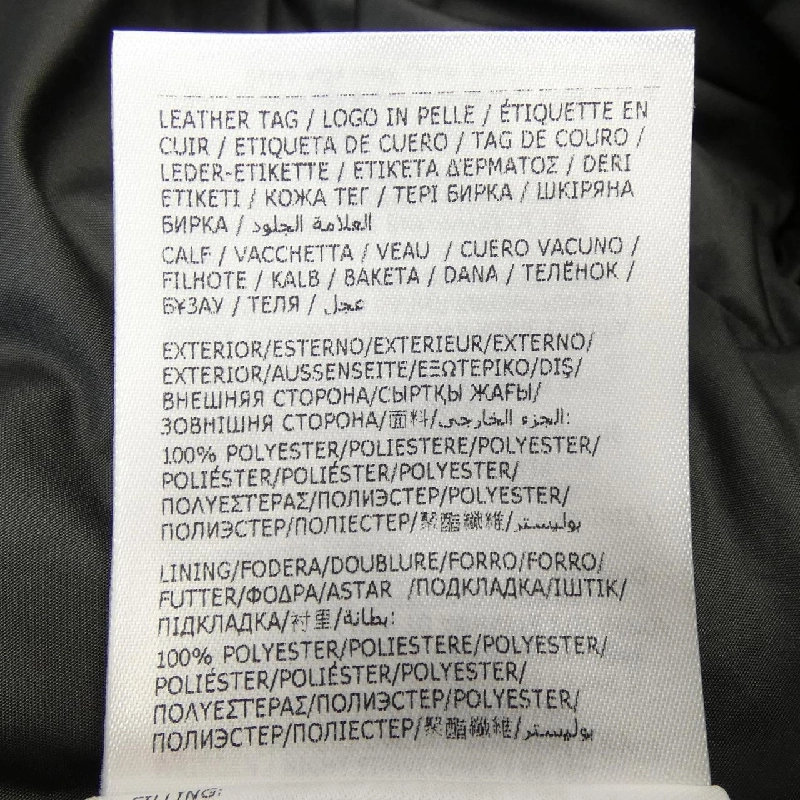 LEATHER TAG / LOGO IN PELLE / ÉTIQUETTE EN
CUIR / ETIQUETA DE CUERO / TAG DE COURO /
LEDER-ETIKETTE / ΕΤΙΚΕΤΑ ΔΈΡΜΑΤΟΣ / DERI
ETIKETI / КОЖА ТЕГ / ТЕРІ БИРКА / ШКІРЯНА
БИРКА / العلامة الجلود
CALF / VACCHETTA / VEAU / CUERO VACUNO /
FILHOTE / KALB / ΒΑΚΕΤΑ / DANA / ТЕЛЁНОК /
БҰЗАУ / ТЕЛЯ / عجل
EXTERIOR/ESTERNO/EXTERIEUR/EXTERNO/
EXTERIOR/AUSSENSEITE/ΕΞΩΤΕΡΙΚΟ/DIŞ/
ВНЕШНЯЯ СТОРОНА/СЫРТҚЫ ЖАҒЫ/
ЗОВНІШНЯ СТОРОНА/面料/الجزء الخارجي:
100% POLYESTER/POLIESTERE/POLYESTER/
POLIÉSTER/POLIÉSTER/POLYESTER/
ΠΟΛΥΕΣΤΕΡΑΣ/ПОЛИЭСТЕР/POLYESTER/
ПОЛИЭСТЕР/ПОЛІЕСТЕР/聚酯纖維/بوليستر
LINING/FODERA/DOUBLURE/FORRO/FORRO/
FUTTER/ΦΟΔΡΑ/ASTAR /ПОДКЛАДКА/ІШТІК/
ПІДКЛАДКА/衬里/بطانة:
100% POLYESTER/POLIESTERE/POLYESTER/
POLIÉSTER/POLIÉSTER/POLYESTER/
ΠΟΛΥΕΣΤΕΡΑΣ/ПОЛИЭСТЕР/POLYESTER/
ПОЛИЭСТЕР/ПОЛІЕСТЕР/聚酯纖維/بوليستر
FILLING: